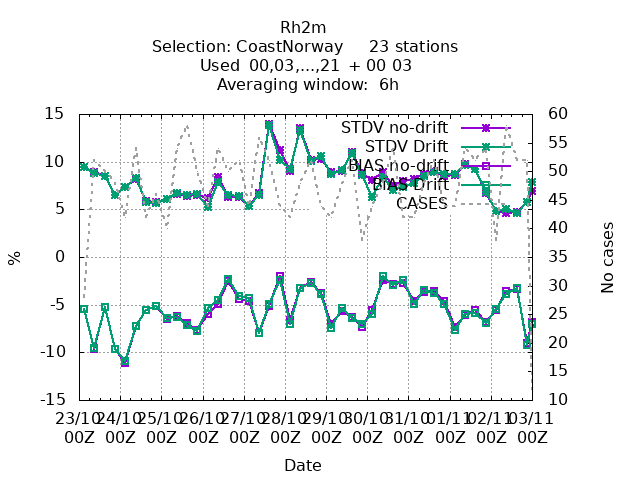 Rh2m
Selection: CoastNorway 23 stations
Used 00,03,...,21 + 00 03
Averaging window: 6h
15
10
5
0
-5
-10
-15
%
60
55
50
45
40
35
30
25
20
15
10
No cases
STDV no-drift
STDV Drift
BIAS no-drift
BIAS Drift
CASES
23/10 24/10 25/10 26/10 27/10 28/10 29/10 30/10 31/10 01/11 02/11 03/11
00Z 00Z 00Z 00Z 00Z 00Z 00Z 00Z 00Z 00Z 00Z 00Z
Date